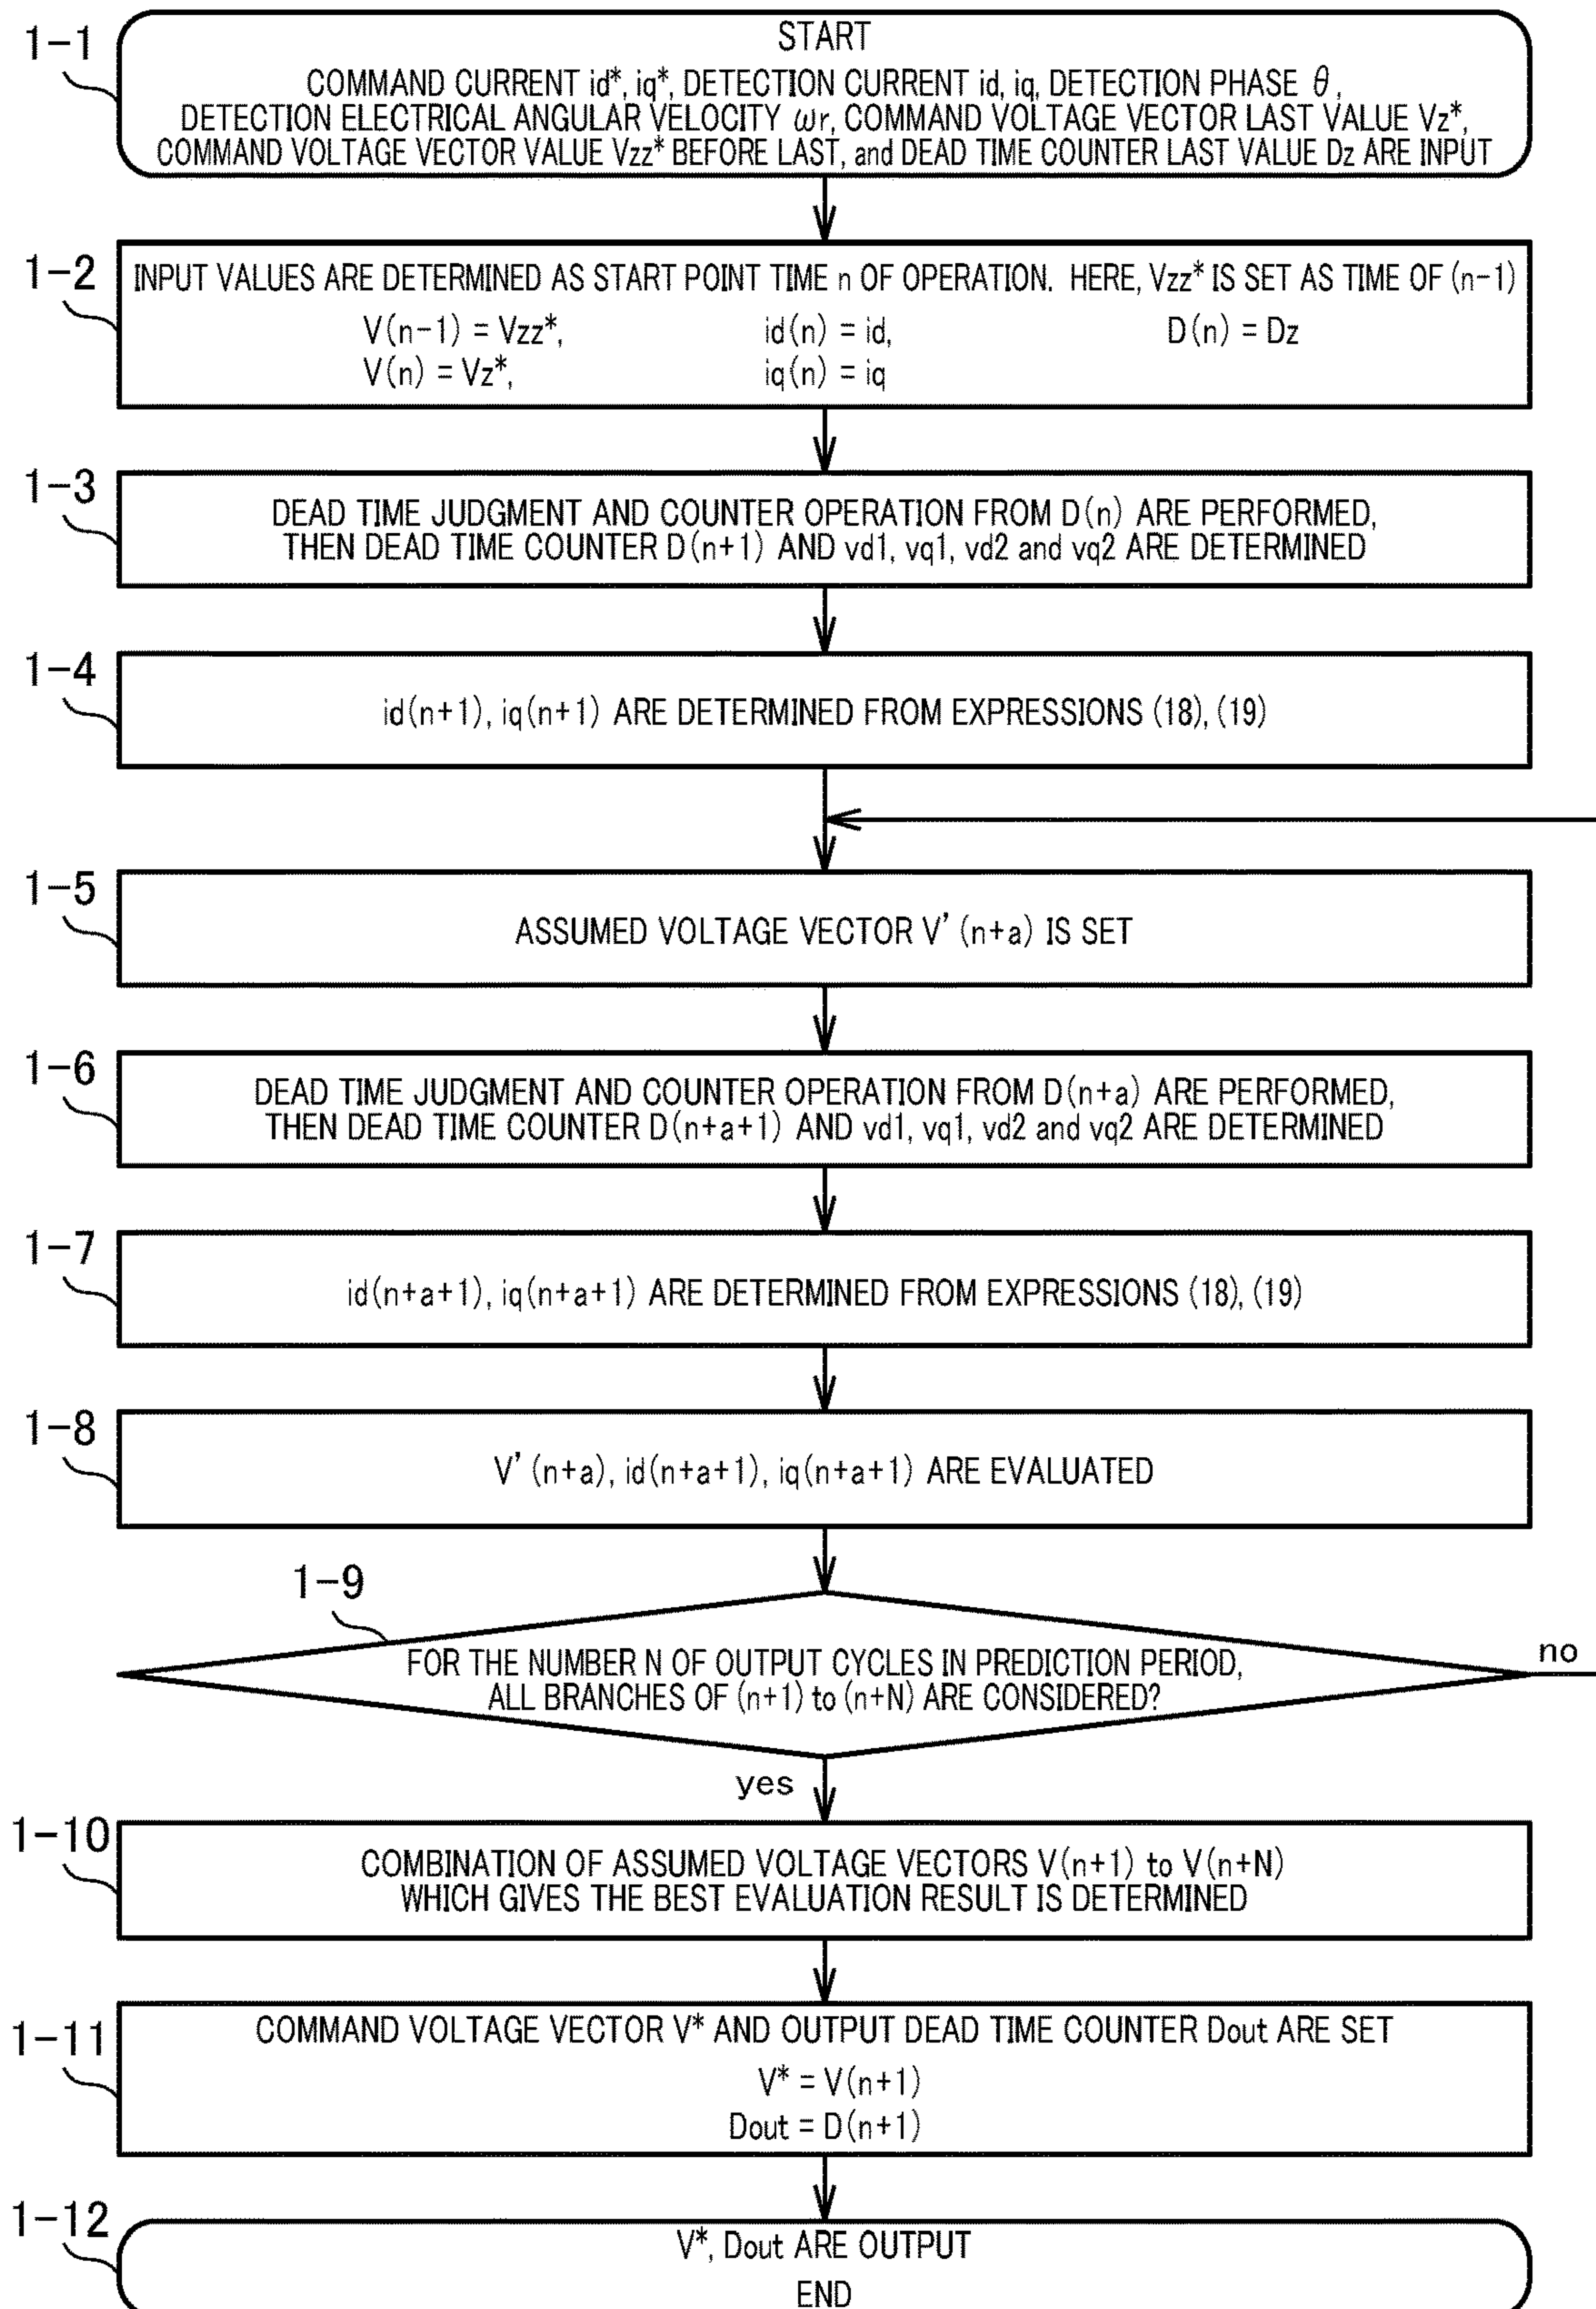 1-1
START
COMMAND CURRENT id*, iq*, DETECTION CURRENT id, iq, DETECTION PHASE θ,
DETECTION ELECTRICAL ANGULAR VELOCITY ωr, COMMAND VOLTAGE VECTOR LAST VALUE Vz*,
COMMAND VOLTAGE VECTOR VALUE Vzz* BEFORE LAST, and DEAD TIME COUNTER LAST VALUE Dz ARE INPUT
1-2
INPUT VALUES ARE DETERMINED AS START POINT TIME n OF OPERATION. HERE, Vzz* IS SET AS TIME OF (n-1)
V(n-1) = Vzz*, id(n) = id, D(n) = Dz
V(n) = Vz*, iq(n) = iq
1-3
DEAD TIME JUDGMENT AND COUNTER OPERATION FROM D(n) ARE PERFORMED,
THEN DEAD TIME COUNTER D(n+1) AND vd1, vq1, vd2 and vq2 ARE DETERMINED
1-4
id(n+1), iq(n+1) ARE DETERMINED FROM EXPRESSIONS (18), (19)
1-5
ASSUMED VOLTAGE VECTOR V'(n+a) IS SET
1-6
DEAD TIME JUDGMENT AND COUNTER OPERATION FROM D(n+a) ARE PERFORMED,
THEN DEAD TIME COUNTER D(n+a+1) AND vd1, vq1, vd2 and vq2 ARE DETERMINED
1-7
id(n+a+1), iq(n+a+1) ARE DETERMINED FROM EXPRESSIONS (18), (19)
1-8
V'(n+a), id(n+a+1), iq(n+a+1) ARE EVALUATED
1-9
FOR THE NUMBER N OF OUTPUT CYCLES IN PREDICTION PERIOD,
ALL BRANCHES OF (n+1) to (n+N) ARE CONSIDERED?
no
yes
1-10
COMBINATION OF ASSUMED VOLTAGE VECTORS V(n+1) to V(n+N)
WHICH GIVES THE BEST EVALUATION RESULT IS DETERMINED
1-11
COMMAND VOLTAGE VECTOR V* AND OUTPUT DEAD TIME COUNTER Dout ARE SET
V* = V(n+1)
Dout = D(n+1)
1-12
V*, Dout ARE OUTPUT
END